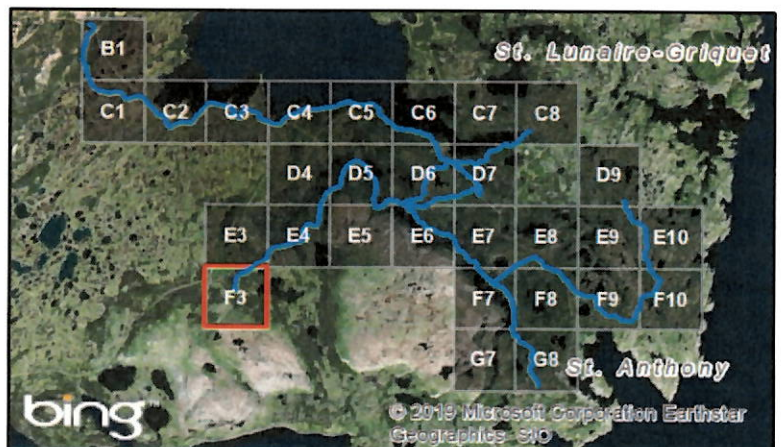 B1
St. Lunaire-Griquet
C1 C2 C3 C4 C5 C6 C7 C8
D4 D5 D6 D7 D9
E3 E4 E5 E6 E7 E8 E9 E10
F3 F7 F8 F9 F10
G7 G8 St. Anthony
bing™
© 2019 Microsoft Corporation Earthstar
Geographics SIO